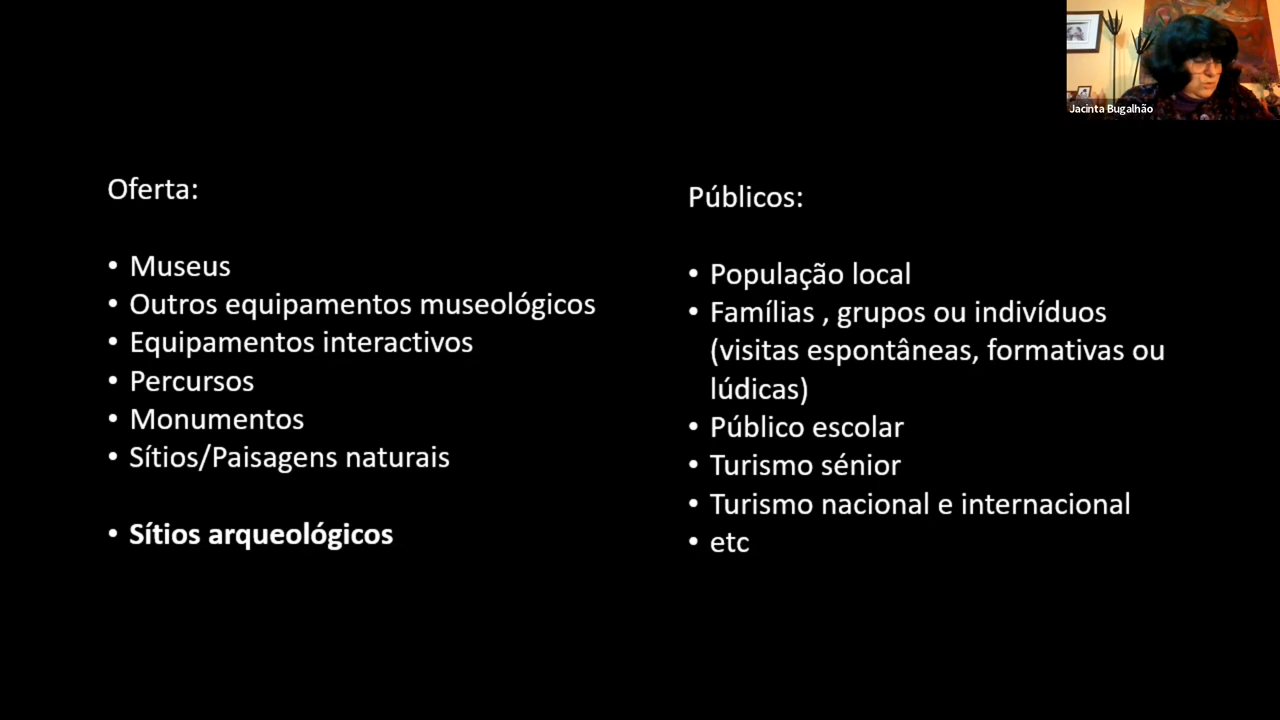 Jacinta Bugalhão
Oferta:
• Museus
• Outros equipamentos museológicos
• Equipamentos interactivos
• Percursos
• Monumentos
• Sítios/Paisagens naturais
• Sítios arqueológicos
Públicos:
• População local
• Famílias , grupos ou indivíduos
(visitas espontâneas, formativas ou
lúdicas)
• Público escolar
• Turismo sénior
• Turismo nacional e internacional
• etc